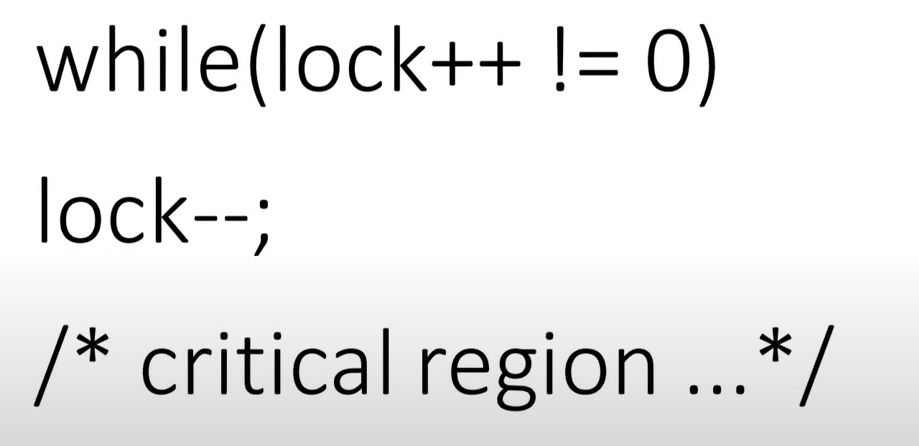 while(lock++ != 0)
lock--;
/* critical region ...*/